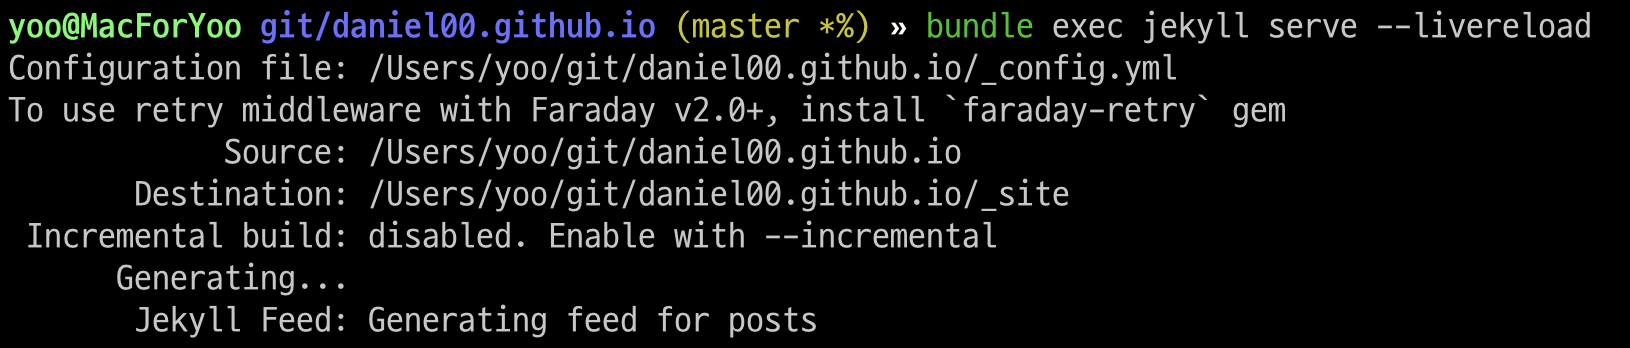 yoo@MacForYoo git/daniel00.github.io (master *%) » bundle exec jekyll serve --livereload
Configuration file: /Users/yoo/git/daniel00.github.io/_config.yml
To use retry middleware with Faraday v2.0+, install `faraday-retry` gem
Source: /Users/yoo/git/daniel00.github.io
Destination: /Users/yoo/git/daniel00.github.io/_site
Incremental build: disabled. Enable with --incremental
Generating...
Jekyll Feed: Generating feed for posts